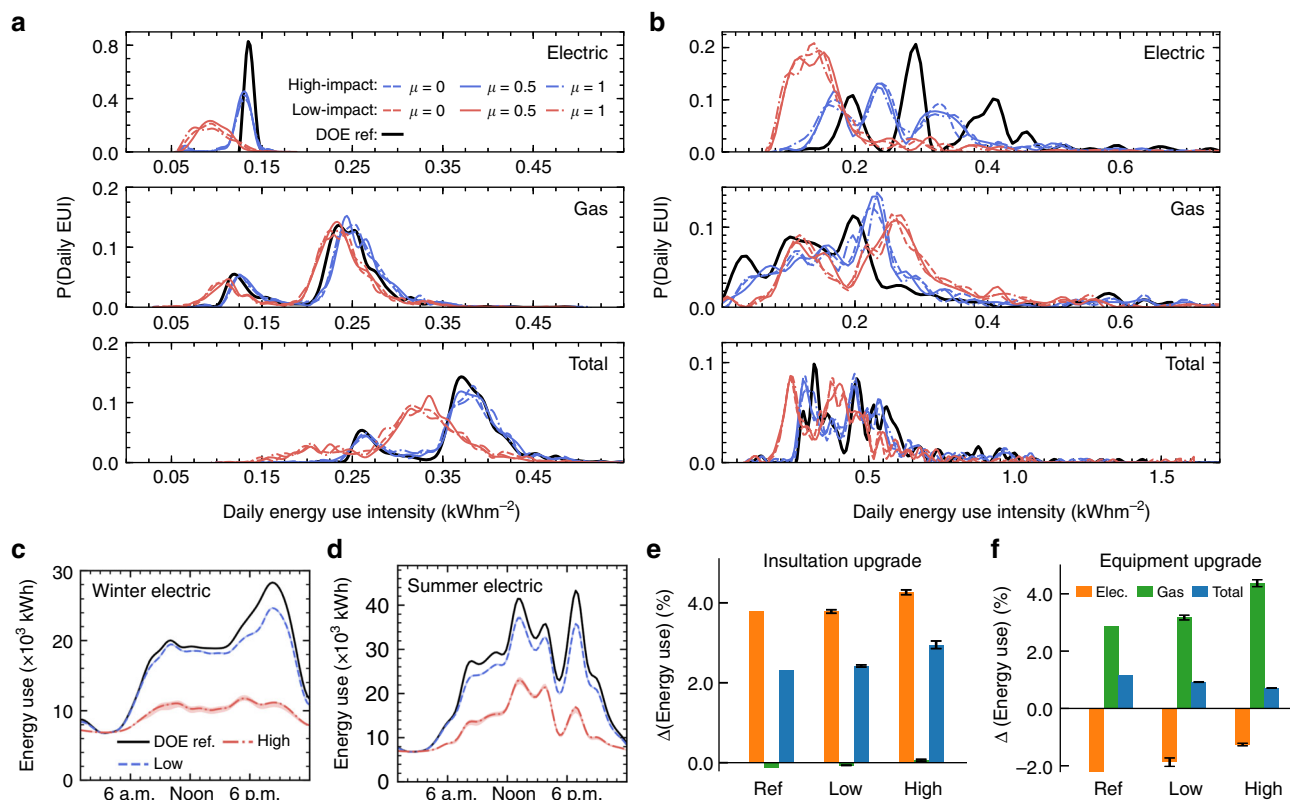 a
P(Daily EUI)
0.8
0.4
0.0
Electric
High-impact: μ = 0 μ = 0.5 μ = 1
Low-impact: μ = 0 μ = 0.5 μ = 1
DOE ref:
0.05 0.15 0.25 0.35 0.45
0.2
0.1
0.0
Gas
0.05 0.15 0.25 0.35 0.45
0.2
0.1
0.0
Total
0.05 0.15 0.25 0.35 0.45
Daily energy use intensity (kWhm−2)
b
P(Daily EUI)
0.2
0.1
0.0
Electric
0.2 0.4 0.6
0.1
0.0
Gas
0.2 0.4 0.6
0.1
0.0
Total
0.5 1.0 1.5
Daily energy use intensity (kWhm−2)
c
Energy use (×10³ kWh)
30
20
10
0
Winter electric
DOE ref. High
Low
6 a.m. Noon 6 p.m.
d
Energy use (×10³ kWh)
40
30
20
10
0
Summer electric
6 a.m. Noon 6 p.m.
e
Insultation upgrade
Δ(Energy use) (%)
4.0
2.0
0.0
Ref Low High
f
Equipment upgrade
Δ (Energy use) (%)
Elec. Gas Total
4.0
2.0
0.0
−2.0
Ref Low High